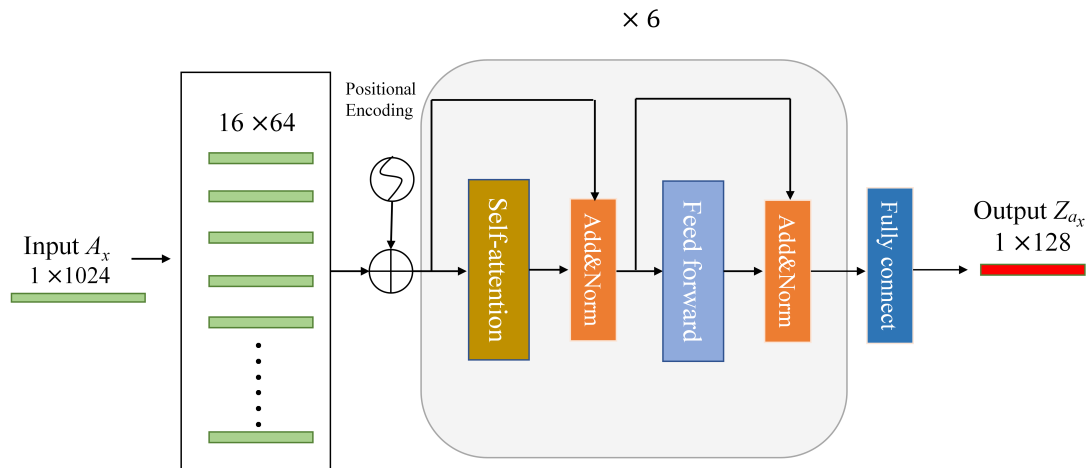 × 6
Positional
Encoding
16 ×64
Input A_x
1 ×1024
Self-attention
Add&Norm
Feed forward
Add&Norm
Fully connect
Output Z_{a_x}
1 ×128